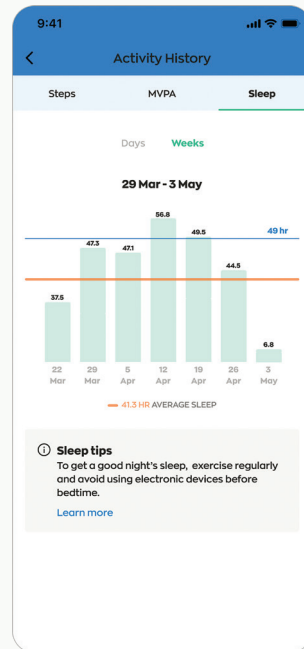 9:41
Activity History
Steps MVPA Sleep
Days Weeks
29 Mar - 3 May
56.8
49.5
49 hr
47.3
47.1
44.5
37.5
6.8
22 29 5 12 19 26 3
Mar Mar Apr Apr Apr Apr May
41.3 HR AVERAGE SLEEP
Sleep tips
To get a good night's sleep, exercise regularly
and avoid using electronic devices before
bedtime.
Learn more